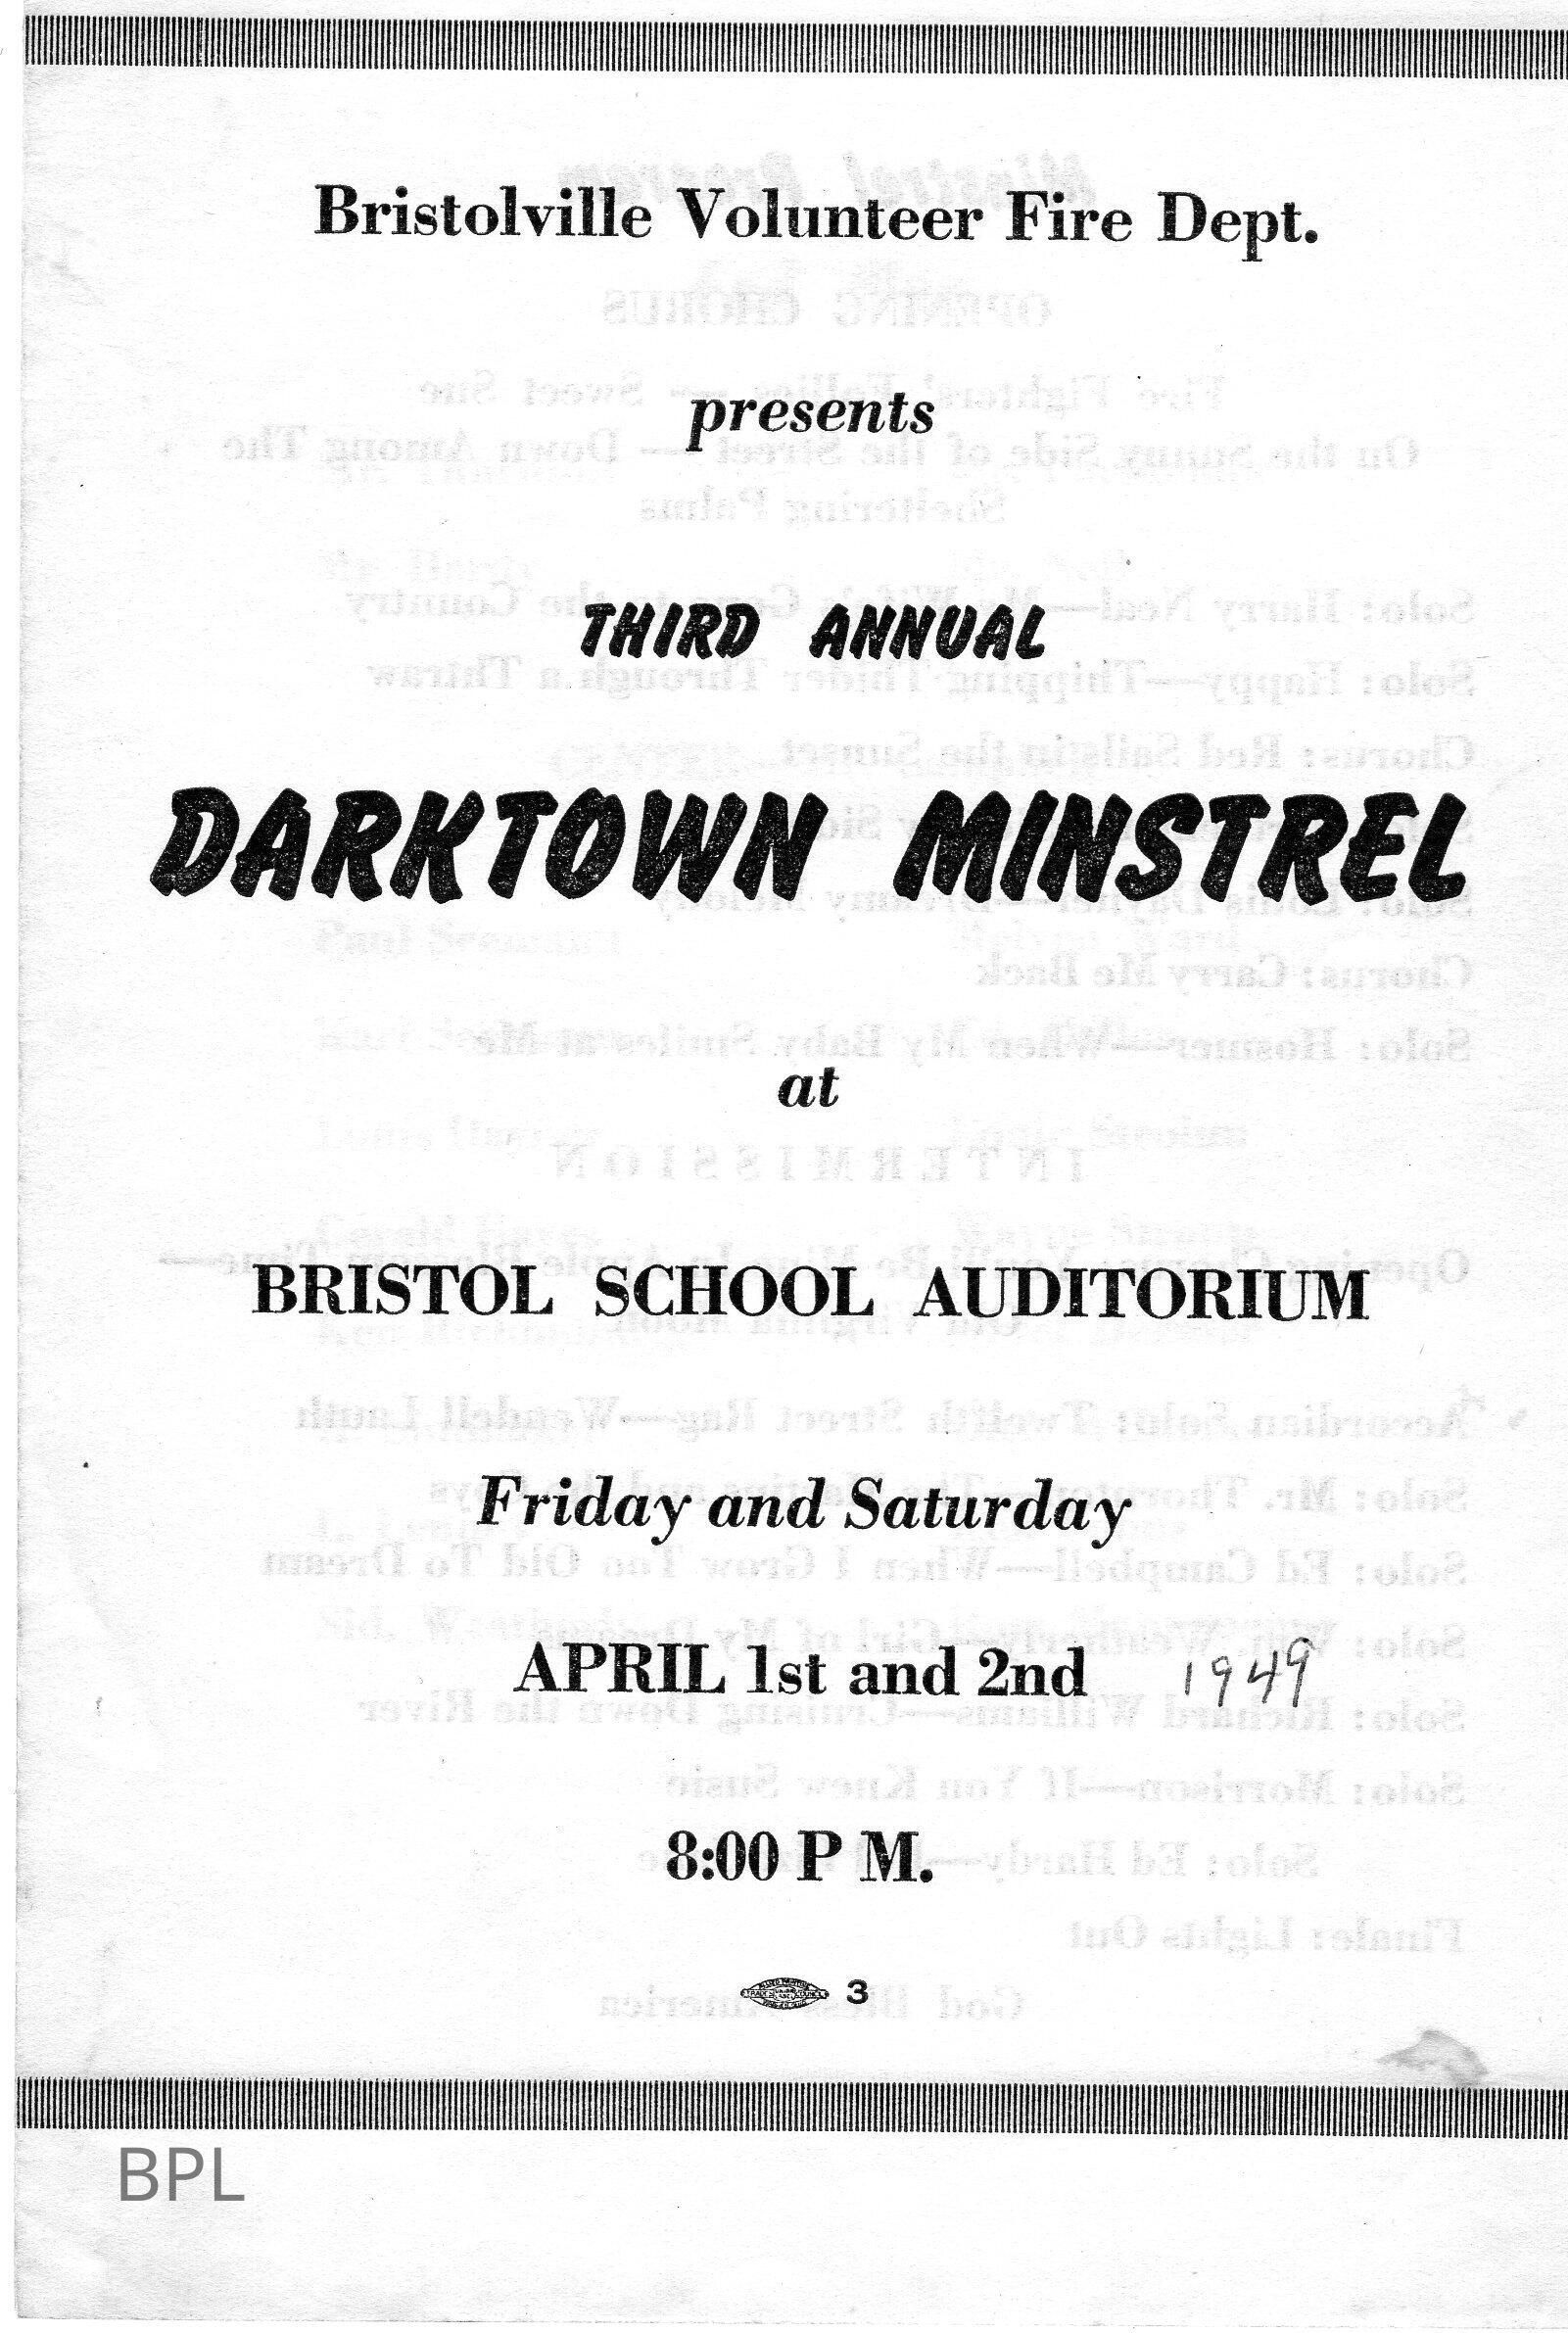 Bristolville Volunteer Fire Dept.
presents
THIRD ANNUAL
DARKTOWN MINSTREL
at
BRISTOL SCHOOL AUDITORIUM
Friday and Saturday
APRIL 1st and 2nd 1949
8:00 P M.
3
BPL